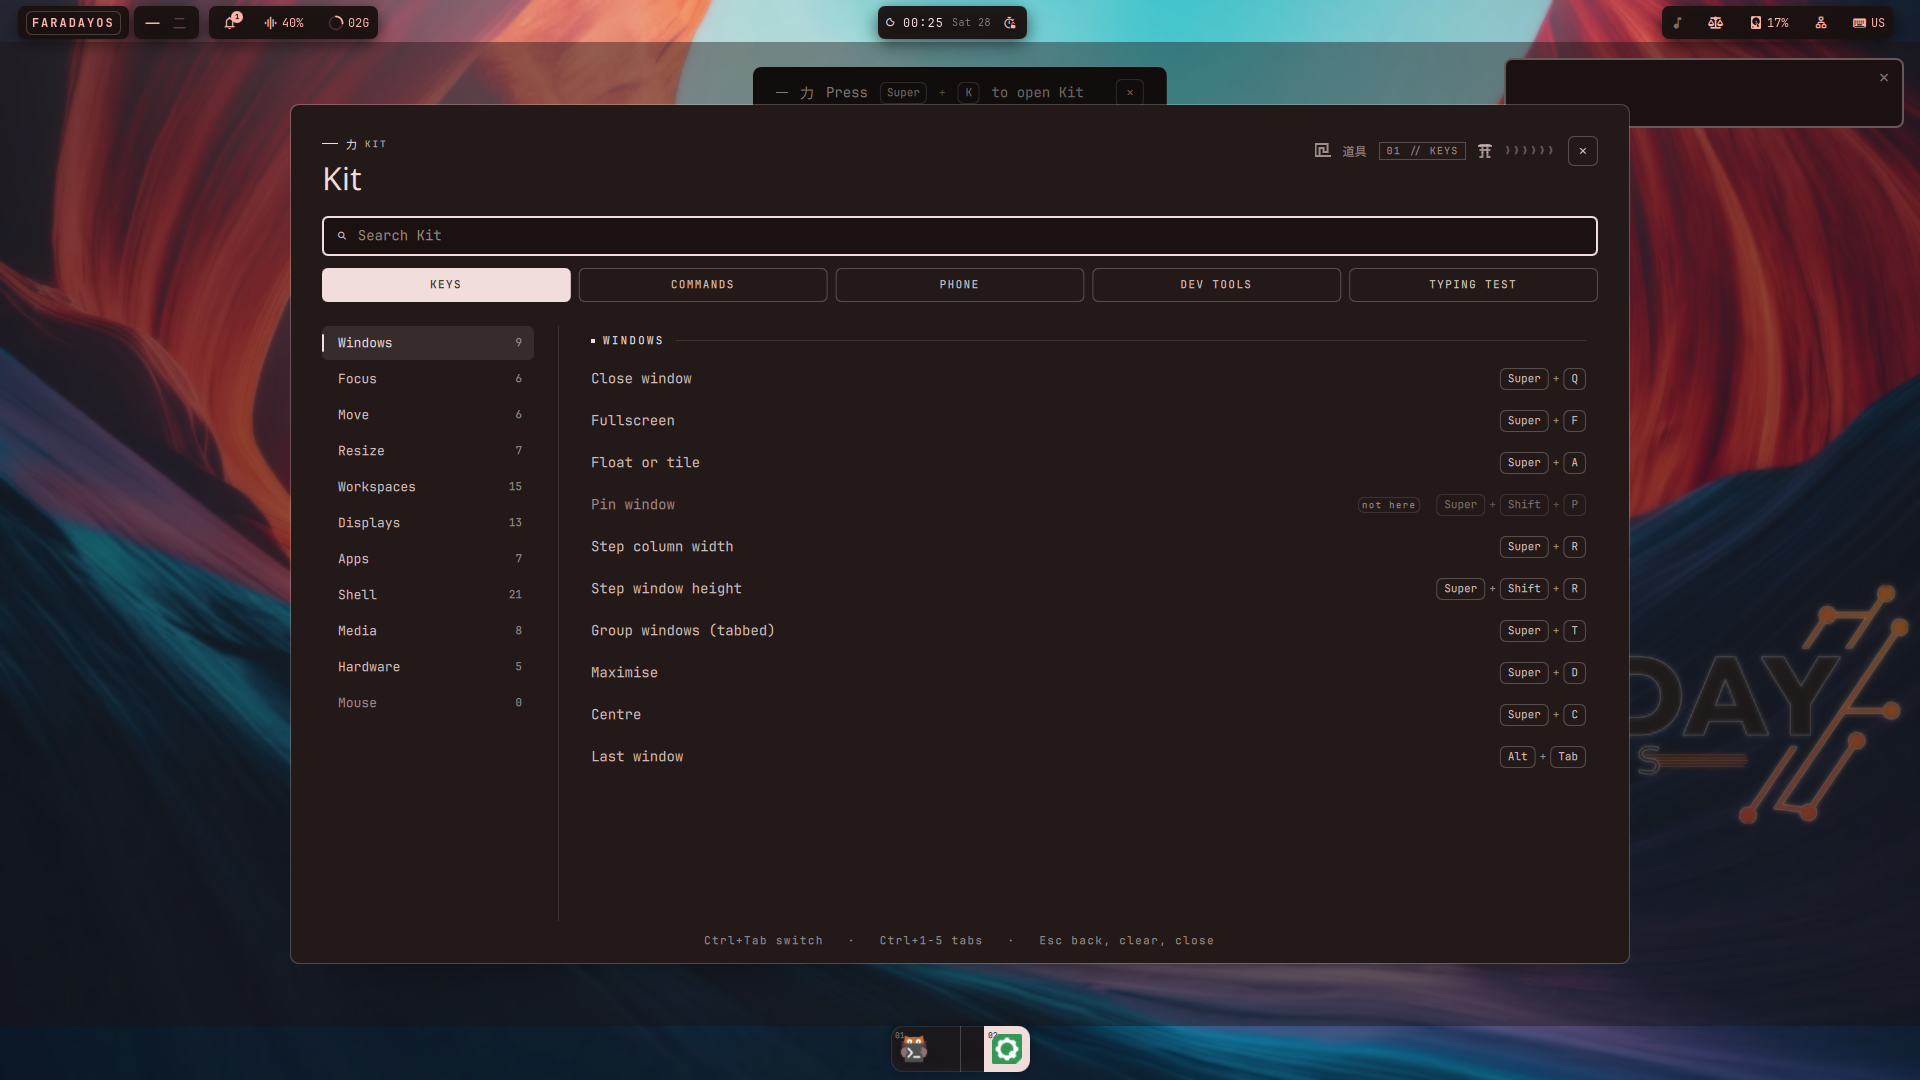 FARADAYOS
1
40%
02G
00:25 Sat 28
17%
US
力 Press Super + K to open Kit ×
×
力 KIT
Kit
道具 01 // KEYS ×
Search Kit
KEYS COMMANDS PHONE DEV TOOLS TYPING TEST
Windows 9
Focus 6
Move 6
Resize 7
Workspaces 15
Displays 13
Apps 7
Shell 21
Media 8
Hardware 5
Mouse 0
WINDOWS
Close window Super + Q
Fullscreen Super + F
Float or tile Super + A
Pin window not here Super + Shift + P
Step column width Super + R
Step window height Super + Shift + R
Group windows (tabbed) Super + T
Maximise Super + D
Centre Super + C
Last window Alt + Tab
Ctrl+Tab switch · Ctrl+1-5 tabs · Esc back, clear, close
DAY
S
01
02